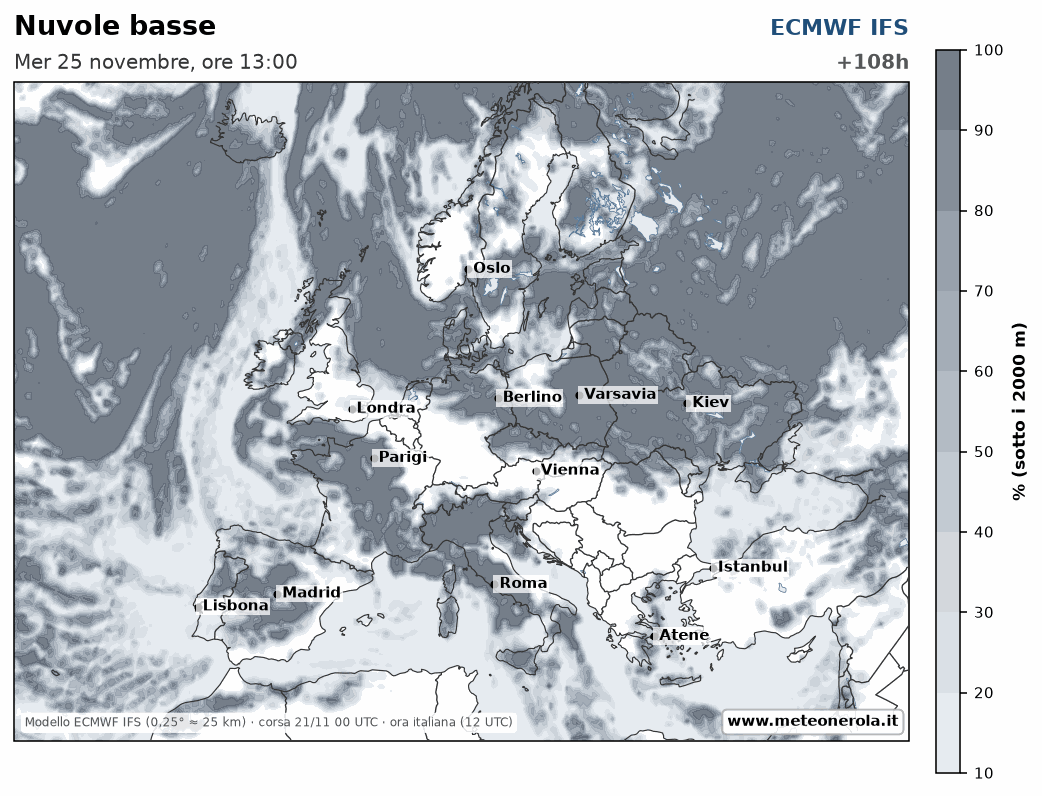 Nuvole basse
ECMWF IFS
Mer 25 novembre, ore 13:00
+108h
100
90
80
70
60
50
40
30
20
10
% (sotto i 2000 m)
Oslo
Londra
Berlino
Varsavia
Kiev
Parigi
Vienna
Istanbul
Roma
Madrid
Lisbona
Atene
Modello ECMWF IFS (0,25° ≈ 25 km) · corsa 21/11 00 UTC · ora italiana (12 UTC)
www.meteonerola.it